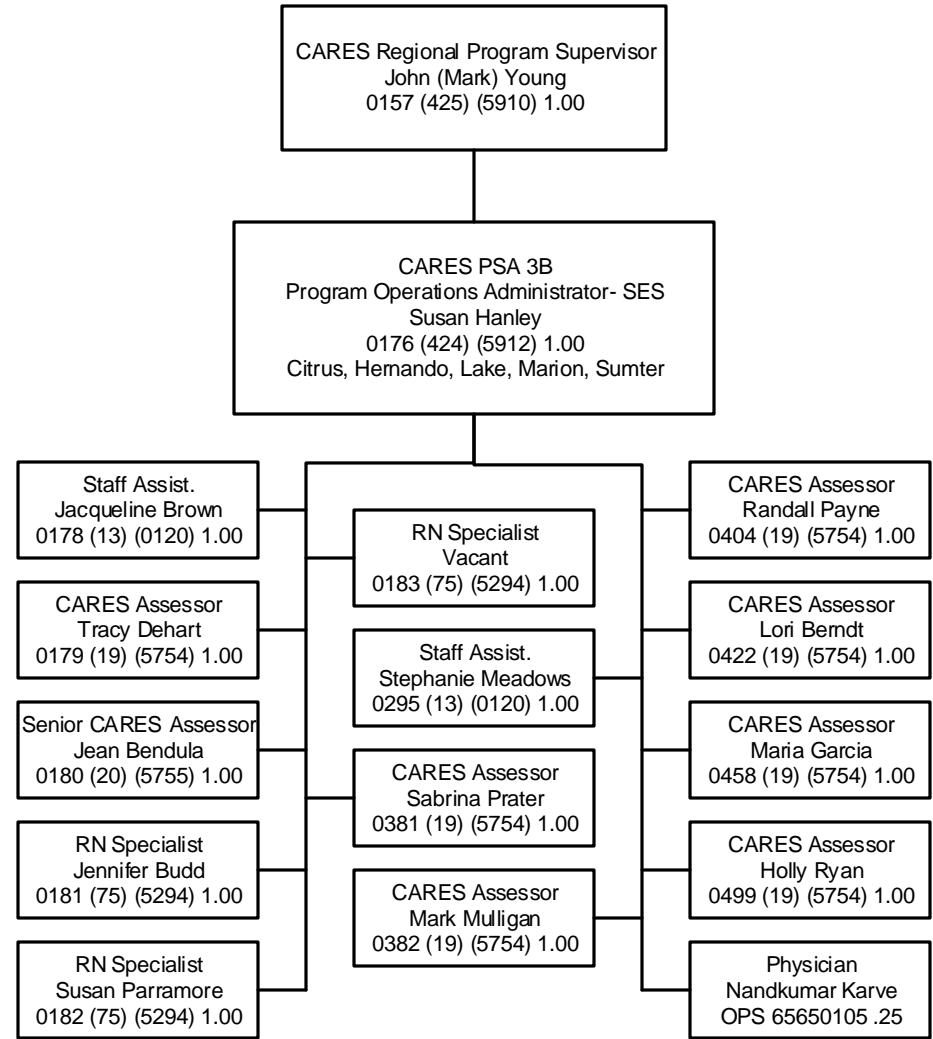 CARES Regional Program Supervisor
John (Mark) Young
0157 (425) (5910) 1.00
CARES PSA 3B
Program Operations Administrator- SES
Susan Hanley
0176 (424) (5912) 1.00
Citrus, Hernando, Lake, Marion, Sumter
Staff Assist.
Jacqueline Brown
0178 (13) (0120) 1.00
CARES Assessor
Tracy Dehart
0179 (19) (5754) 1.00
Senior CARES Assessor
Jean Bendula
0180 (20) (5755) 1.00
RN Specialist
Jennifer Budd
0181 (75) (5294) 1.00
RN Specialist
Susan Parramore
0182 (75) (5294) 1.00
RN Specialist
Vacant
0183 (75) (5294) 1.00
Staff Assist.
Stephanie Meadows
0295 (13) (0120) 1.00
CARES Assessor
Sabrina Prater
0381 (19) (5754) 1.00
CARES Assessor
Mark Mulligan
0382 (19) (5754) 1.00
CARES Assessor
Randall Payne
0404 (19) (5754) 1.00
CARES Assessor
Lori Berndt
0422 (19) (5754) 1.00
CARES Assessor
Maria Garcia
0458 (19) (5754) 1.00
CARES Assessor
Holly Ryan
0499 (19) (5754) 1.00
Physician
Nandkumar Karve
OPS 65650105 .25